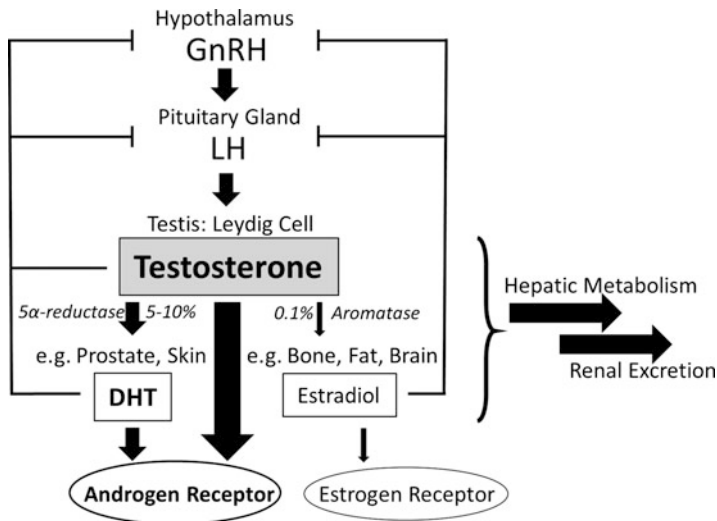 Hypothalamus
GnRH
Pituitary Gland
LH
Testis: Leydig Cell
Testosterone
5α-reductase 5-10%
0.1% Aromatase
e.g. Prostate, Skin
e.g. Bone, Fat, Brain
DHT
Estradiol
Androgen Receptor
Estrogen Receptor
Hepatic Metabolism
Renal Excretion